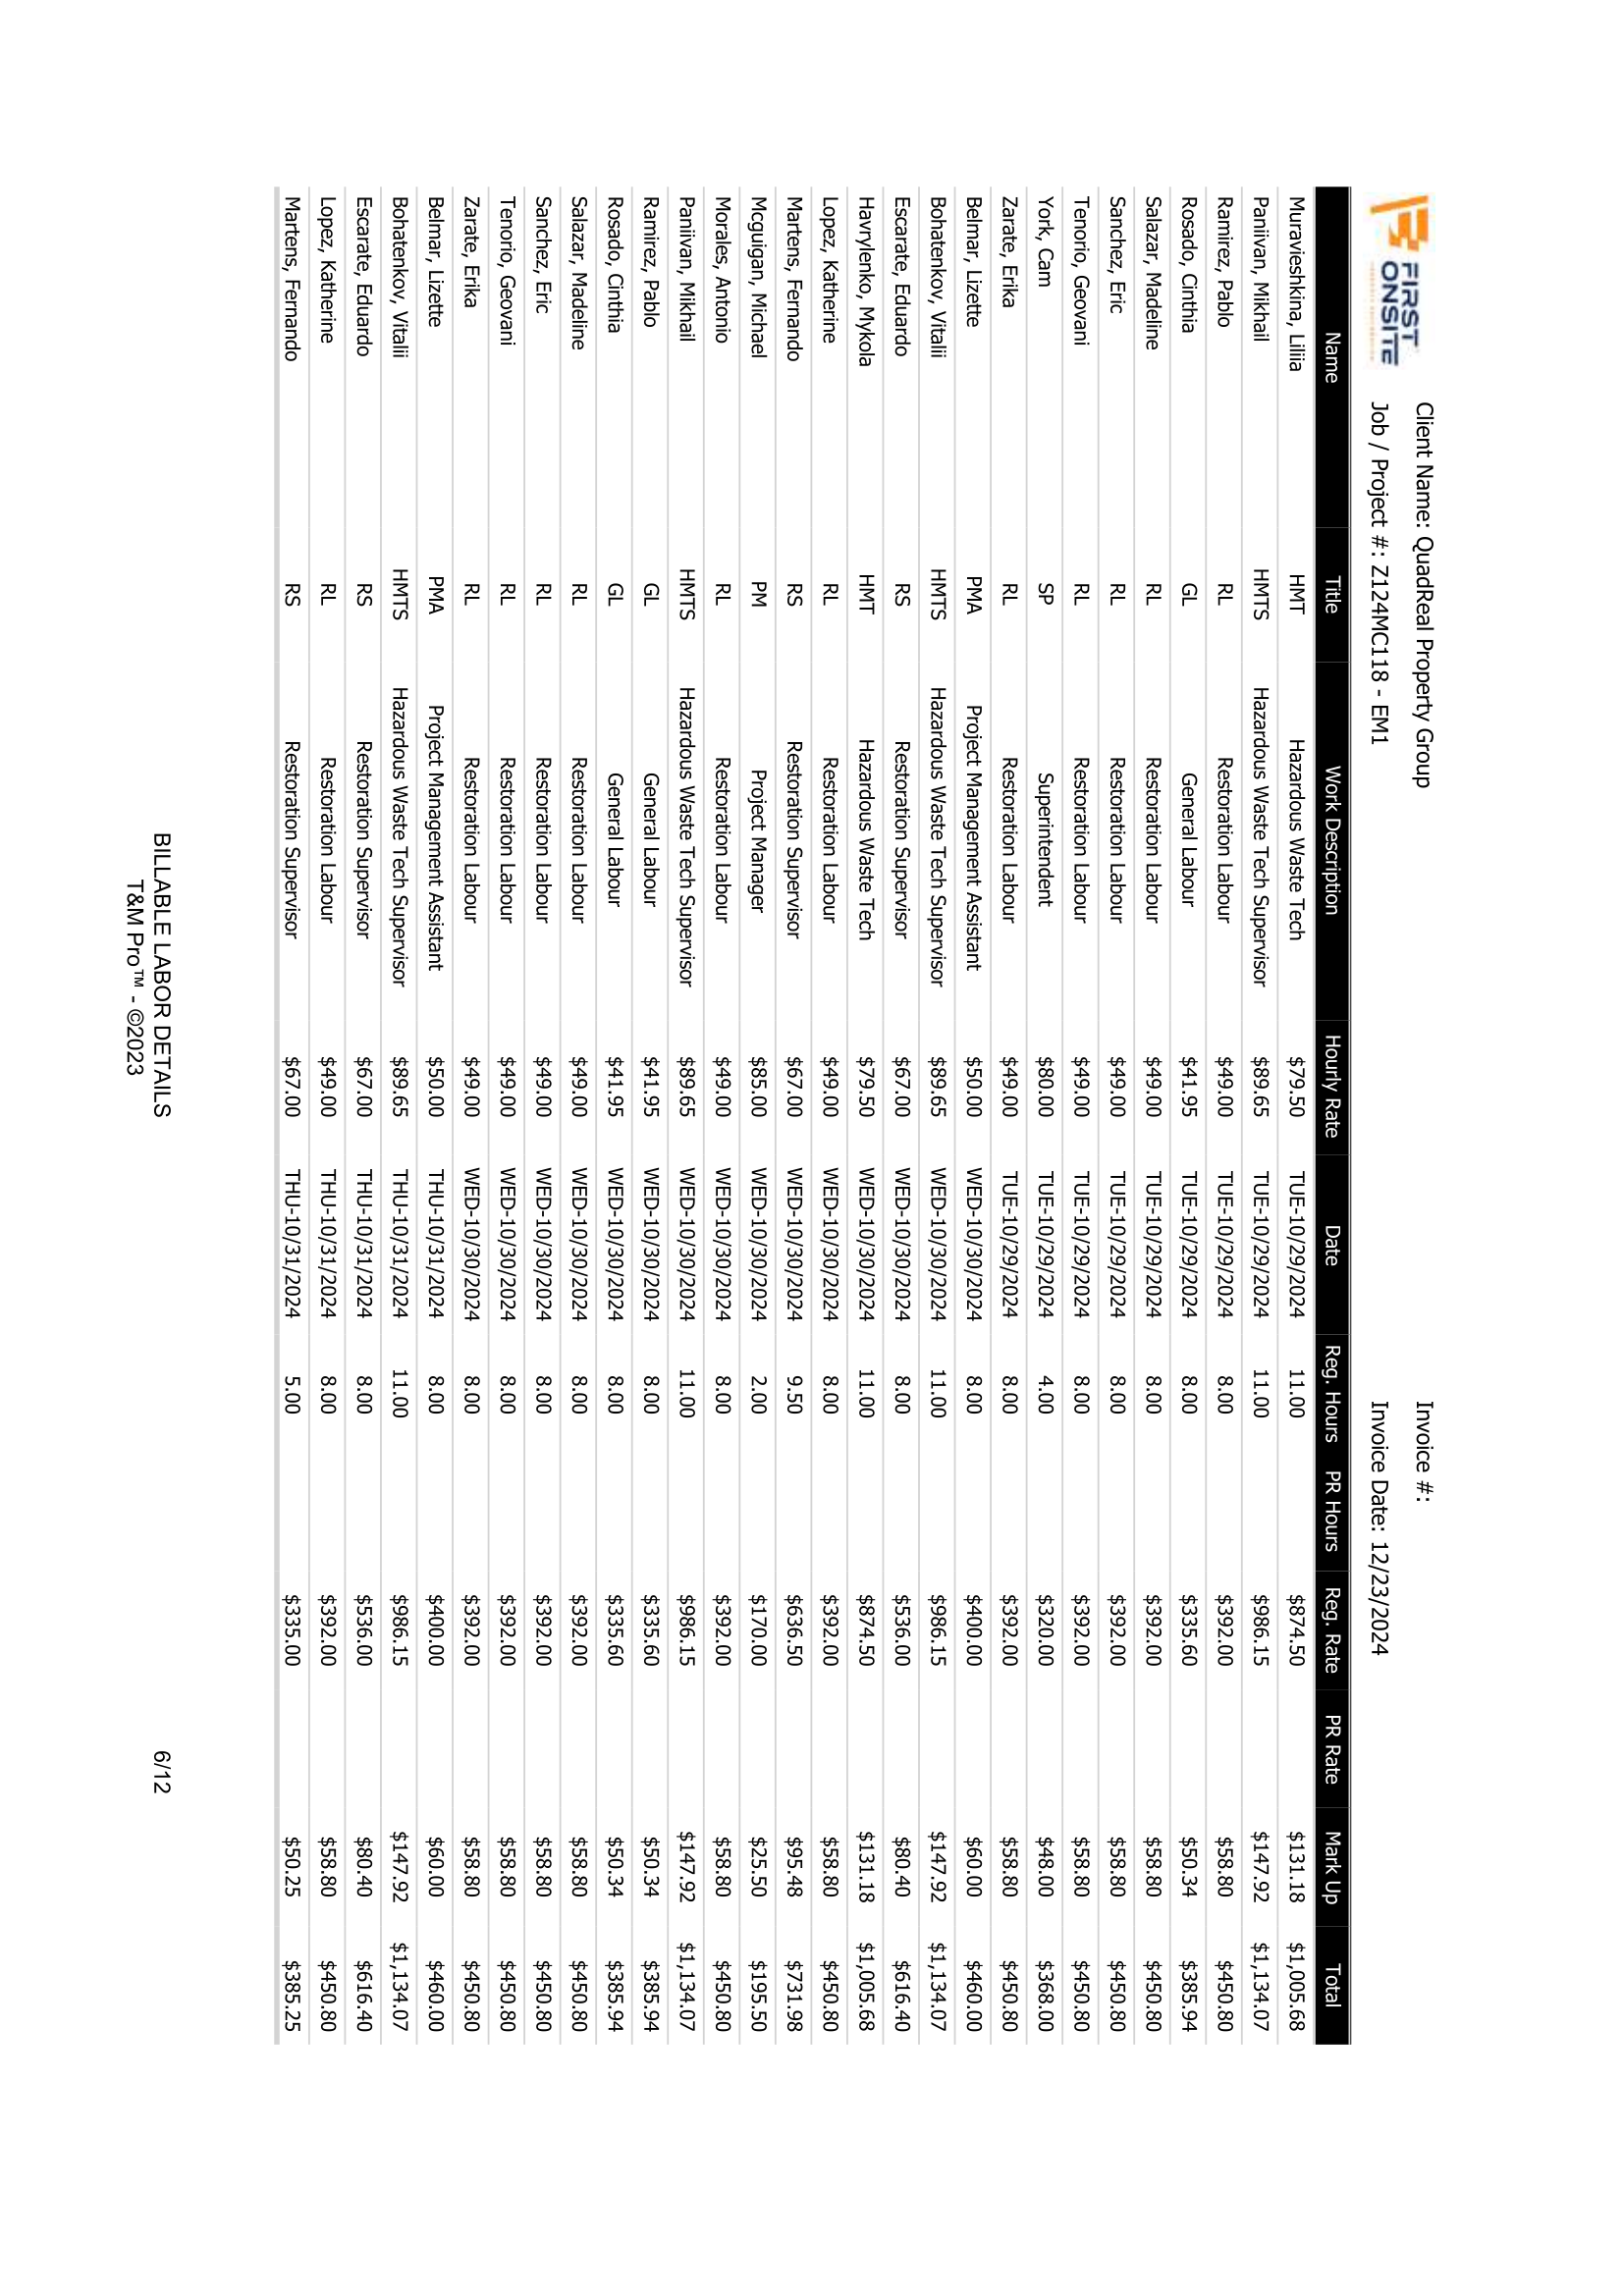 FIRST
ONSITE
Client Name: QuadReal Property Group Invoice #:
Job / Project #: Z124MC118 - EM1 Invoice Date: 12/23/2024
Name Title Work Description Hourly Rate Date Reg. Hours PR Hours Reg. Rate PR Rate Mark Up Total
Muravieshkina, Liliia HMT Hazardous Waste Tech $79.50 TUE-10/29/2024 11.00 $874.50 $131.18 $1,005.68
Paniivan, Mikhail HMTS Hazardous Waste Tech Supervisor $89.65 TUE-10/29/2024 11.00 $986.15 $147.92 $1,134.07
Ramirez, Pablo RL Restoration Labour $49.00 TUE-10/29/2024 8.00 $392.00 $58.80 $450.80
Rosado, Cinthia GL General Labour $41.95 TUE-10/29/2024 8.00 $335.60 $50.34 $385.94
Salazar, Madeline RL Restoration Labour $49.00 TUE-10/29/2024 8.00 $392.00 $58.80 $450.80
Sanchez, Eric RL Restoration Labour $49.00 TUE-10/29/2024 8.00 $392.00 $58.80 $450.80
Tenorio, Geovani RL Restoration Labour $49.00 TUE-10/29/2024 8.00 $392.00 $58.80 $450.80
York, Cam SP Superintendent $80.00 TUE-10/29/2024 4.00 $320.00 $48.00 $368.00
Zarate, Erika RL Restoration Labour $49.00 TUE-10/29/2024 8.00 $392.00 $58.80 $450.80
Belmar, Lizette PMA Project Management Assistant $50.00 WED-10/30/2024 8.00 $400.00 $60.00 $460.00
Bohatenkov, Vitalii HMTS Hazardous Waste Tech Supervisor $89.65 WED-10/30/2024 11.00 $986.15 $147.92 $1,134.07
Escarate, Eduardo RS Restoration Supervisor $67.00 WED-10/30/2024 8.00 $536.00 $80.40 $616.40
Havrylenko, Mykola HMT Hazardous Waste Tech $79.50 WED-10/30/2024 11.00 $874.50 $131.18 $1,005.68
Lopez, Katherine RL Restoration Labour $49.00 WED-10/30/2024 8.00 $392.00 $58.80 $450.80
Martens, Fernando RS Restoration Supervisor $67.00 WED-10/30/2024 9.50 $636.50 $95.48 $731.98
Mcguigan, Michael PM Project Manager $85.00 WED-10/30/2024 2.00 $170.00 $25.50 $195.50
Morales, Antonio RL Restoration Labour $49.00 WED-10/30/2024 8.00 $392.00 $58.80 $450.80
Paniivan, Mikhail HMTS Hazardous Waste Tech Supervisor $89.65 WED-10/30/2024 11.00 $986.15 $147.92 $1,134.07
Ramirez, Pablo GL General Labour $41.95 WED-10/30/2024 8.00 $335.60 $50.34 $385.94
Rosado, Cinthia GL General Labour $41.95 WED-10/30/2024 8.00 $335.60 $50.34 $385.94
Salazar, Madeline RL Restoration Labour $49.00 WED-10/30/2024 8.00 $392.00 $58.80 $450.80
Sanchez, Eric RL Restoration Labour $49.00 WED-10/30/2024 8.00 $392.00 $58.80 $450.80
Tenorio, Geovani RL Restoration Labour $49.00 WED-10/30/2024 8.00 $392.00 $58.80 $450.80
Zarate, Erika RL Restoration Labour $49.00 WED-10/30/2024 8.00 $392.00 $58.80 $450.80
Belmar, Lizette PMA Project Management Assistant $50.00 THU-10/31/2024 8.00 $400.00 $60.00 $460.00
Bohatenkov, Vitalii HMTS Hazardous Waste Tech Supervisor $89.65 THU-10/31/2024 11.00 $986.15 $147.92 $1,134.07
Escarate, Eduardo RS Restoration Supervisor $67.00 THU-10/31/2024 8.00 $536.00 $80.40 $616.40
Lopez, Katherine RL Restoration Labour $49.00 THU-10/31/2024 8.00 $392.00 $58.80 $450.80
Martens, Fernando RS Restoration Supervisor $67.00 THU-10/31/2024 5.00 $335.00 $50.25 $385.25
BILLABLE LABOR DETAILS 6/12
T&M Pro™ - ©2023